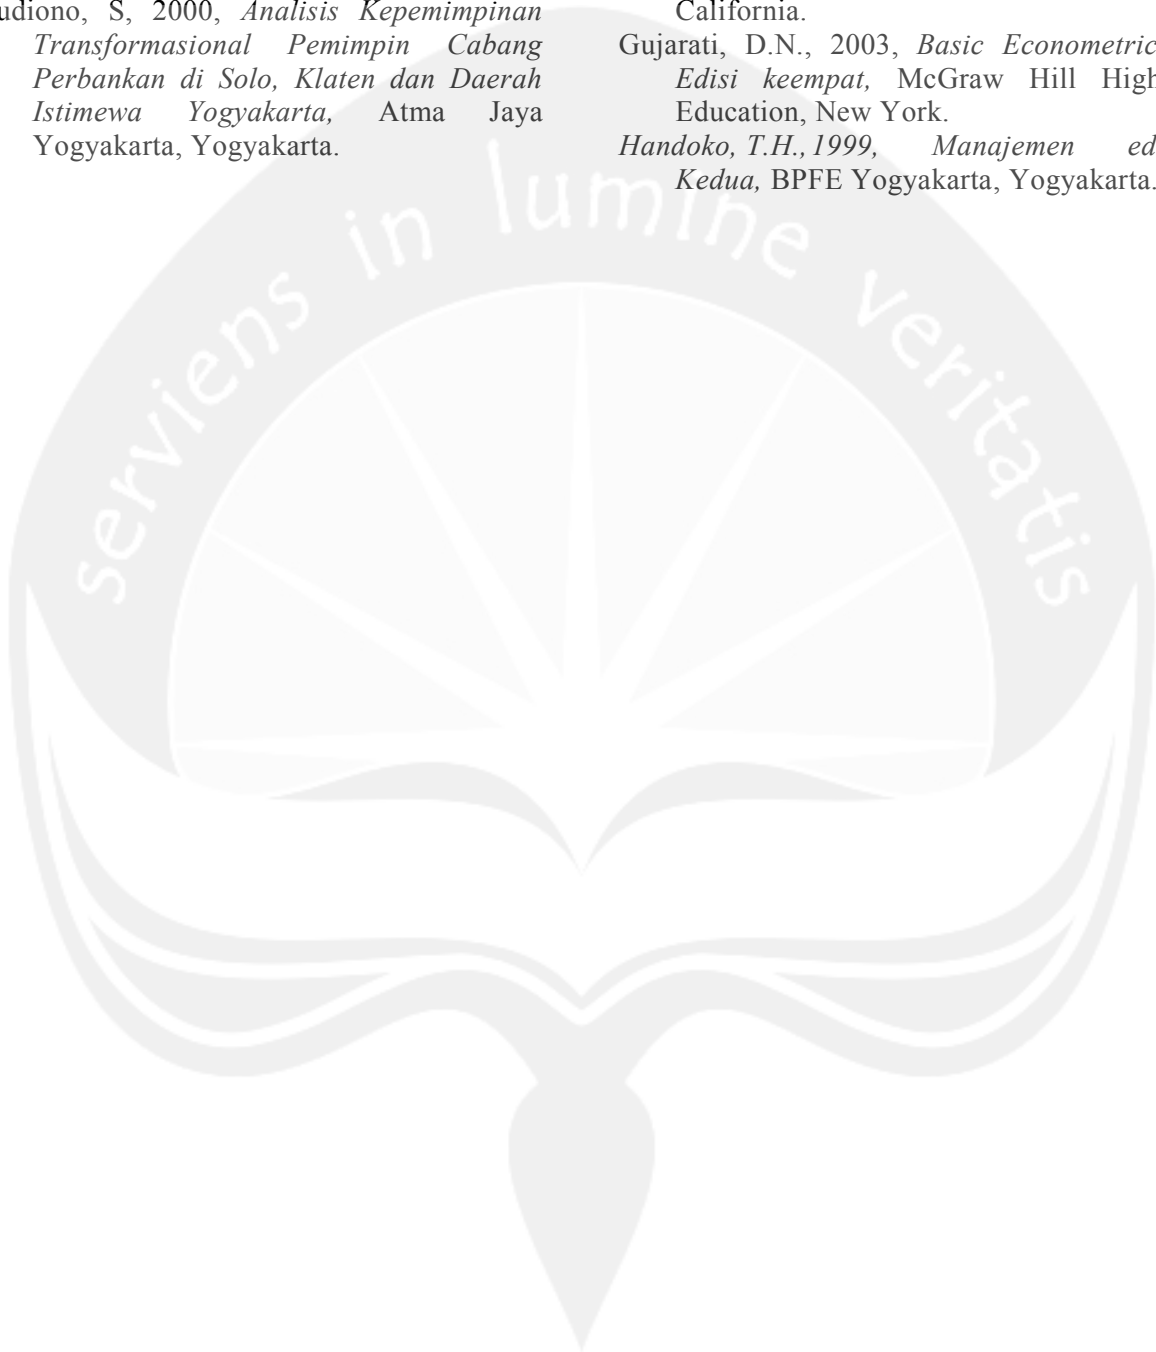 udiono, S, 2000, Analisis Kepemimpinan
Transformasional Pemimpin Cabang
Perbankan di Solo, Klaten dan Daerah
Istimewa Yogyakarta, Atma Jaya
Yogyakarta, Yogyakarta.
California.
Gujarati, D.N., 2003, Basic Econometric
Edisi keempat, McGraw Hill High
Education, New York.
Handoko, T.H.,1999, Manajemen ed
Kedua, BPFE Yogyakarta, Yogyakarta.
serviens in lumine veritatis